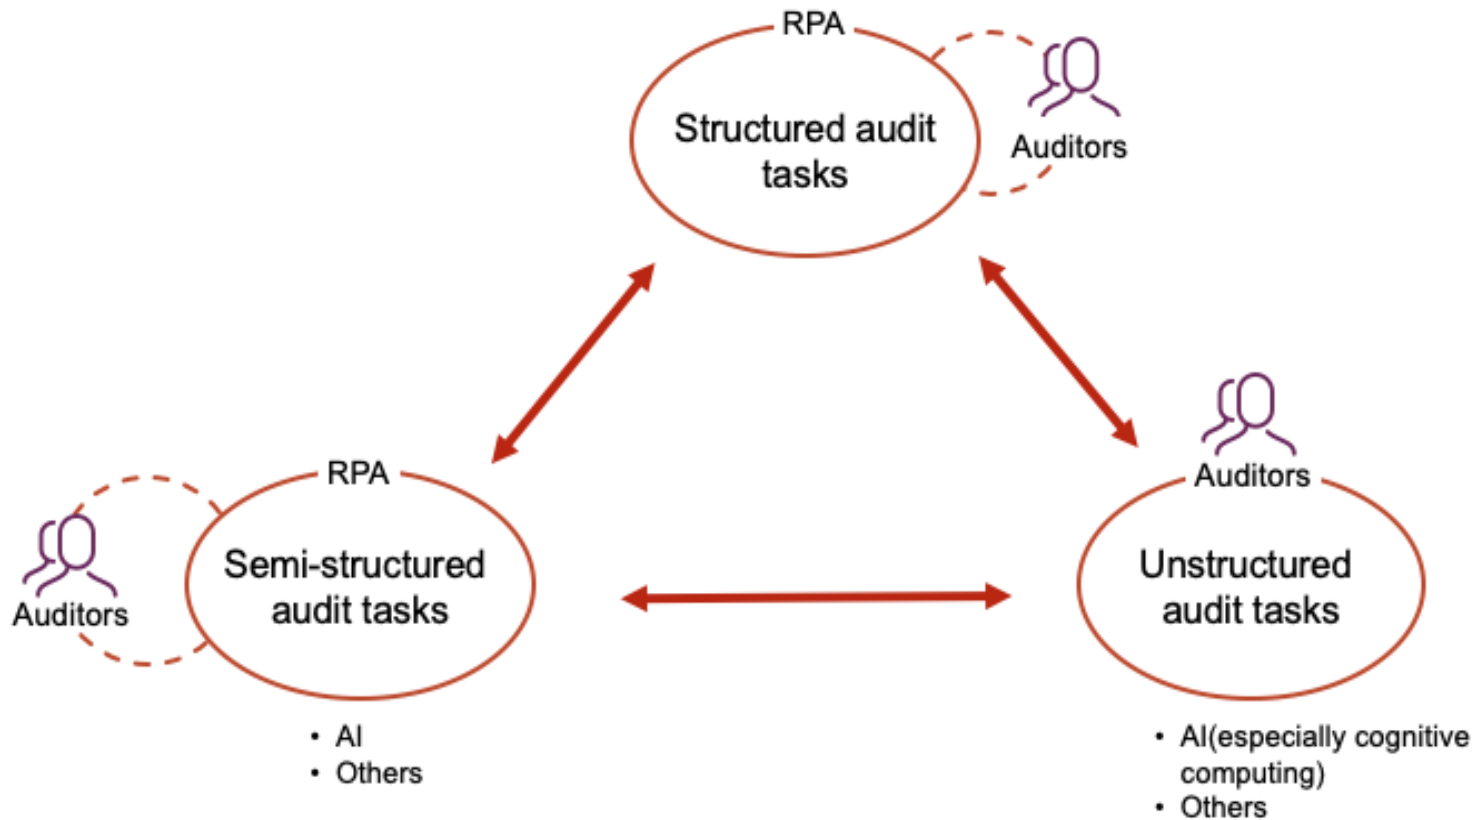 RPA
Structured audit
tasks
Auditors
RPA
Semi-structured
audit tasks
Auditors
• AI
• Others
Auditors
Unstructured
audit tasks
• AI(especially cognitive
computing)
• Others